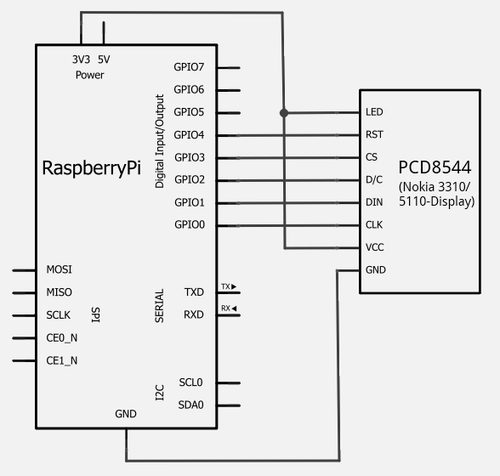 3V3 5V
Power
GPIO7
GPIO6
GPIO5
GPIO4
GPIO3
GPIO2
GPIO1
GPIO0
Digital Input/Output
RaspberryPi
MOSI
MISO
SCLK
CE0_N
CE1_N
SPI
SERIAL
TXD
TX
RXD
RX
I2C
SCL0
SDA0
GND
LED
RST
CS
D/C
DIN
CLK
VCC
GND
PCD8544
(Nokia 3310/
5110-Display)